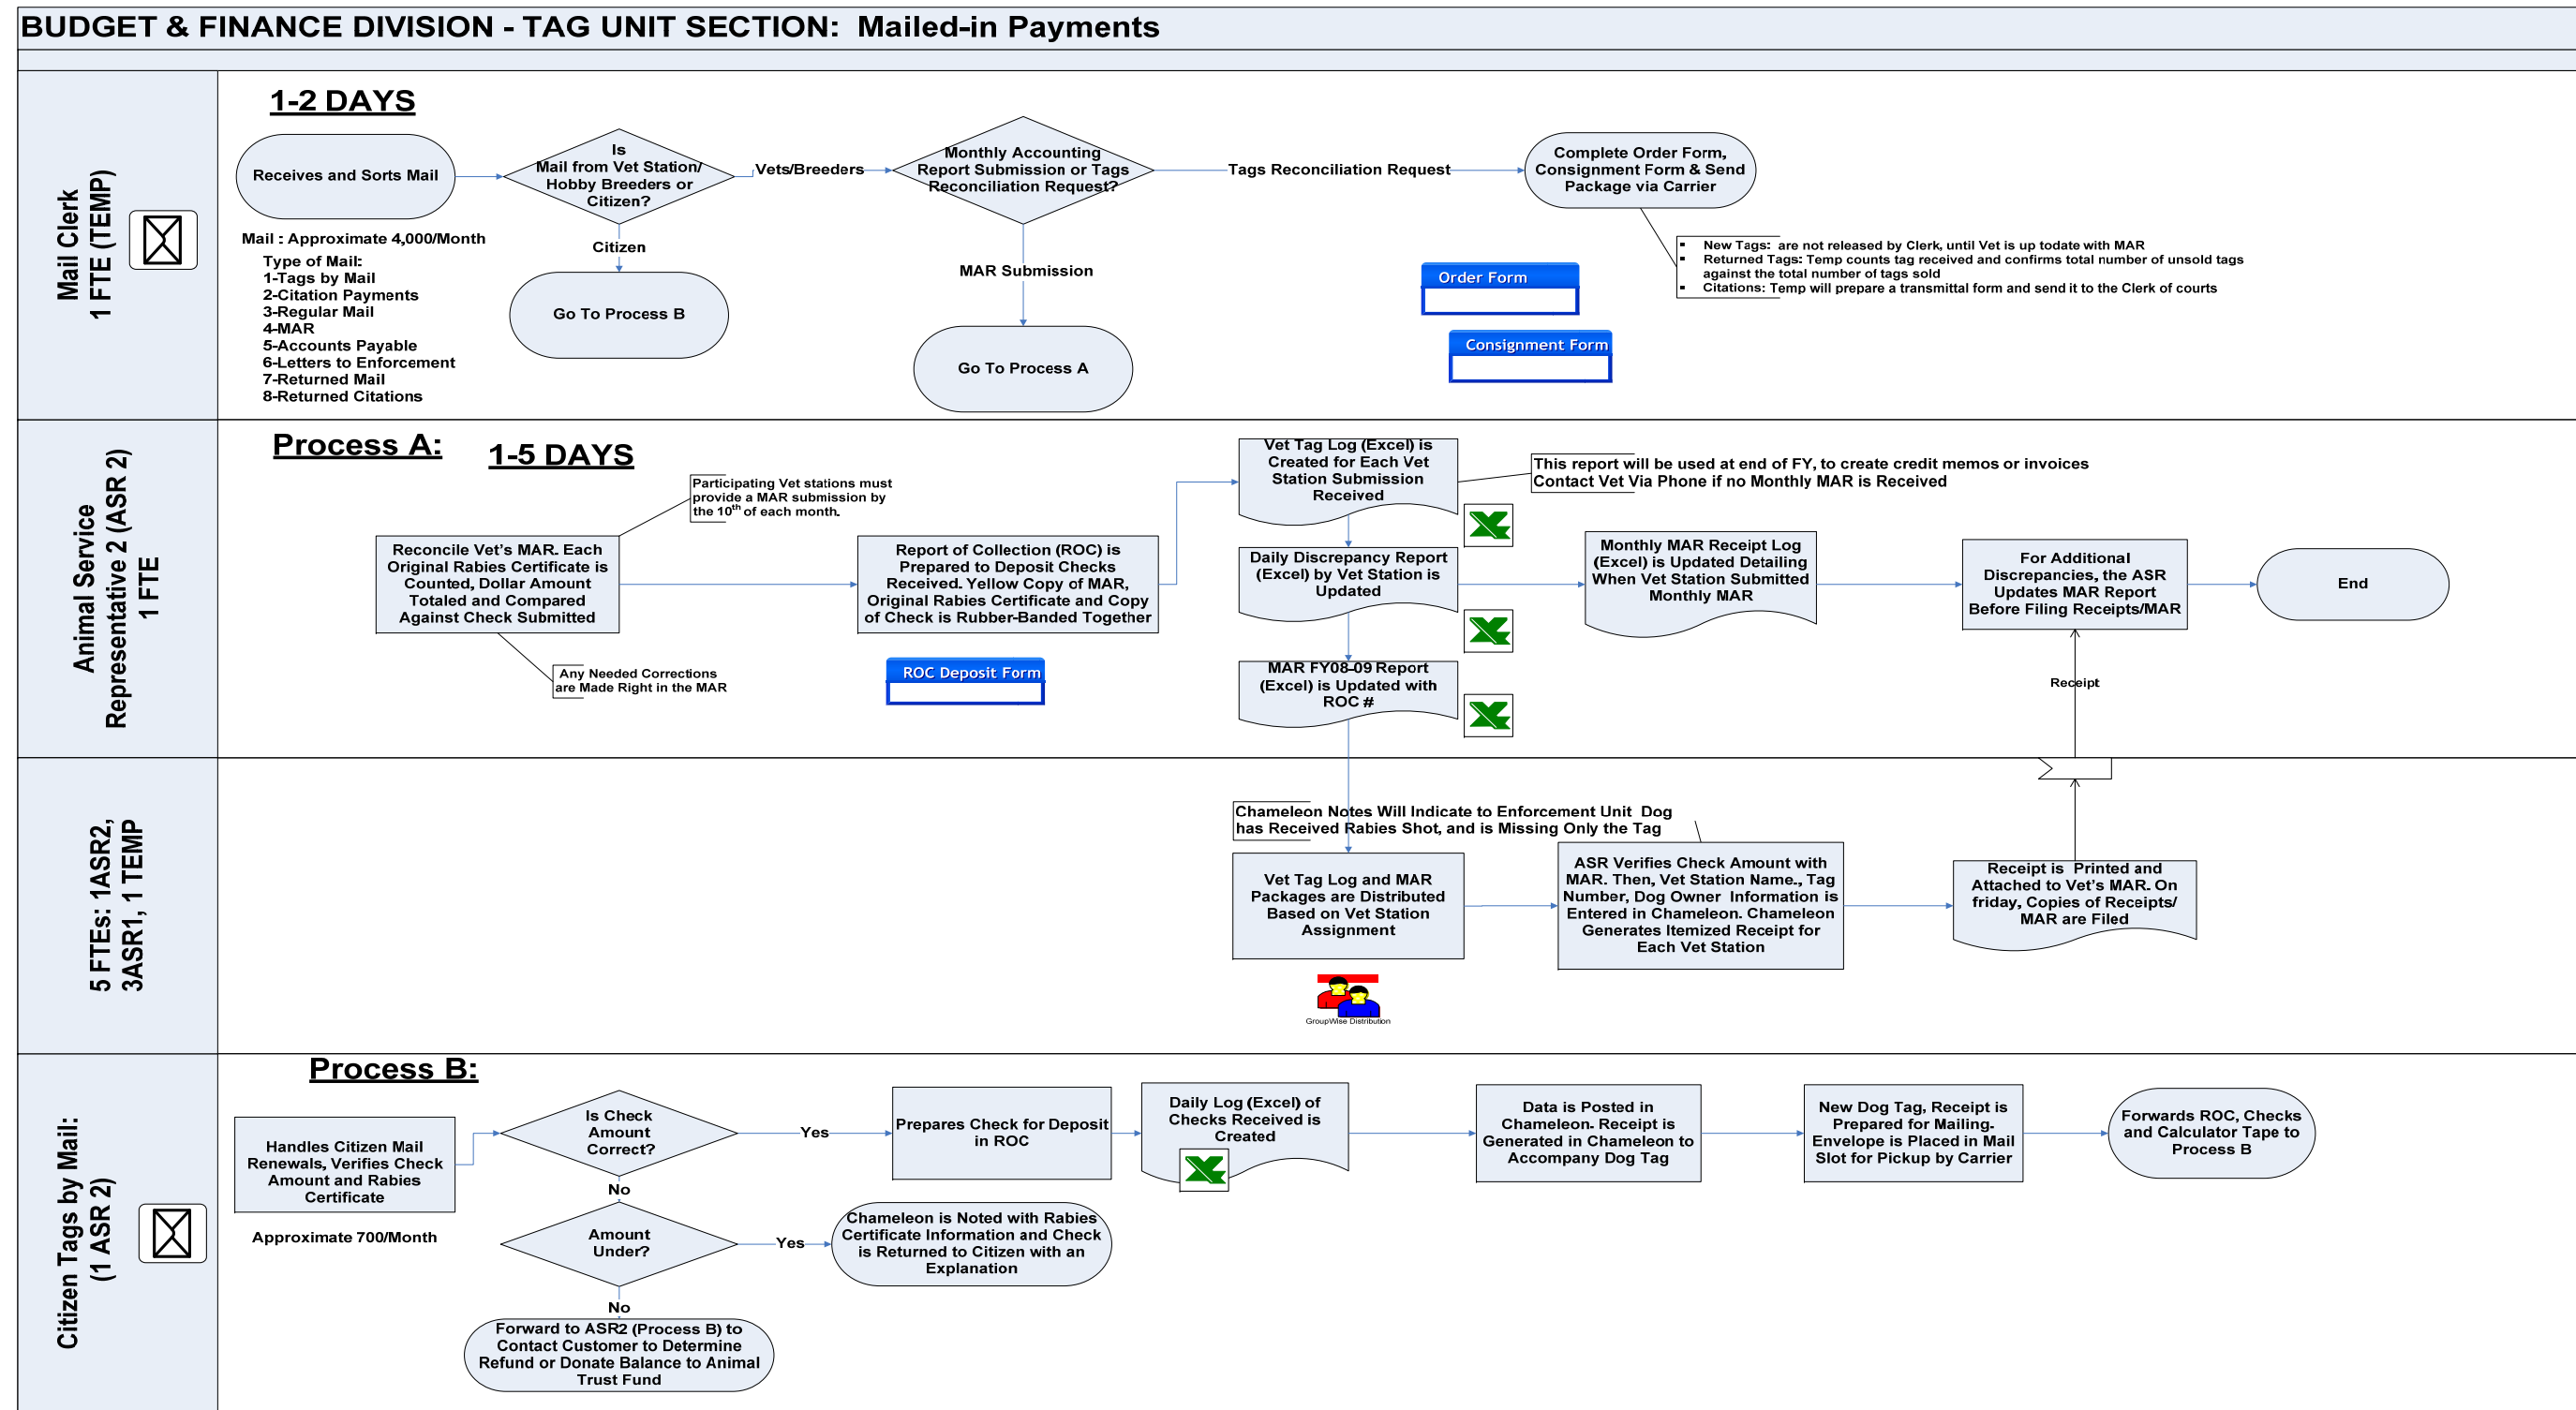 BUDGET & FINANCE DIVISION - TAG UNIT SECTION:  Mailed-in Payments
Mail Clerk
1 FTE (TEMP)
1-2 DAYS
Receives and Sorts Mail
Is
Mail from Vet Station/
Hobby Breeders or
Citizen?
Vets/Breeders
Monthly Accounting
Report Submission or Tags
Reconciliation Request?
Tags Reconciliation Request
Complete Order Form,
Consignment Form & Send
Package via Carrier
Mail : Approximate 4,000/Month
Type of Mail:
1-Tags by Mail
2-Citation Payments
3-Regular Mail
4-MAR
5-Accounts Payable
6-Letters to Enforcement
7-Returned Mail
8-Returned Citations
Citizen
Go To Process B
MAR Submission
Go To Process A
▪ New Tags:  are not released by Clerk, until Vet is up todate with MAR
▪ Returned Tags: Temp counts tag received and confirms total number of unsold tags
against the total number of tags sold
▪ Citations: Temp will prepare a transmittal form and send it to the Clerk of courts
Order Form
Consignment Form
Animal Service
Representative 2 (ASR 2)
1 FTE
Process A:
1-5 DAYS
Participating Vet stations must
provide a MAR submission by
the 10th of each month.
Reconcile Vet's MAR. Each
Original Rabies Certificate is
Counted, Dollar Amount
Totaled and Compared
Against Check Submitted
Any Needed Corrections
are Made Right in the MAR
Report of Collection (ROC) is
Prepared to Deposit Checks
Received. Yellow Copy of MAR,
Original Rabies Certificate and Copy
of Check is Rubber-Banded Together
ROC Deposit Form
Vet Tag Log (Excel) is
Created for Each Vet
Station Submission
Received
This report will be used at end of FY, to create credit memos or invoices
Contact Vet Via Phone if no Monthly MAR is Received
Daily Discrepancy Report
(Excel) by Vet Station is
Updated
MAR FY08-09 Report
(Excel) is Updated with
ROC #
Monthly MAR Receipt Log
(Excel) is Updated Detailing
When Vet Station Submitted
Monthly MAR
For Additional
Discrepancies, the ASR
Updates MAR Report
Before Filing Receipts/MAR
End
Receipt
5 FTEs: 1ASR2,
3ASR1, 1 TEMP
Chameleon Notes Will Indicate to Enforcement Unit  Dog
has Received Rabies Shot, and is Missing Only the Tag
Vet Tag Log and MAR
Packages are Distributed
Based on Vet Station
Assignment
GroupWise Distribution
ASR Verifies Check Amount with
MAR. Then, Vet Station Name., Tag
Number, Dog Owner  Information is
Entered in Chameleon. Chameleon
Generates Itemized Receipt for
Each Vet Station
Receipt is  Printed and
Attached to Vet's MAR. On
friday, Copies of Receipts/
MAR are Filed
Citizen Tags by Mail:
(1 ASR 2)
Process B:
Handles Citizen Mail
Renewals, Verifies Check
Amount and Rabies
Certificate
Approximate 700/Month
Is Check
Amount
Correct?
Yes
Prepares Check for Deposit
in ROC
Daily Log (Excel) of
Checks Received is
Created
Data is Posted in
Chameleon. Receipt is
Generated in Chameleon to
Accompany Dog Tag
New Dog Tag, Receipt is
Prepared for Mailing-
Envelope is Placed in Mail
Slot for Pickup by Carrier
Forwards ROC, Checks
and Calculator Tape to
Process B
No
Amount
Under?
Yes
Chameleon is Noted with Rabies
Certificate Information and Check
is Returned to Citizen with an
Explanation
No
Forward to ASR2 (Process B) to
Contact Customer to Determine
Refund or Donate Balance to Animal
Trust Fund